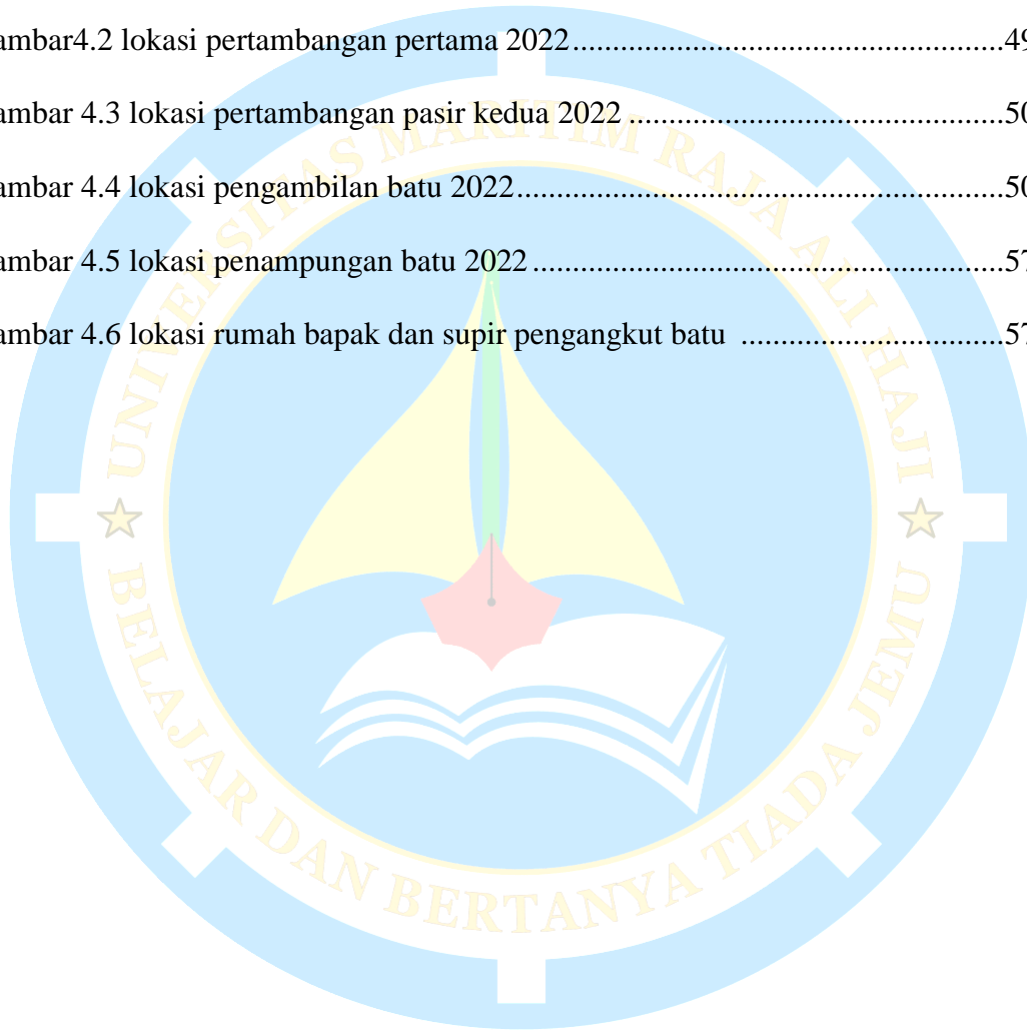 ambar4.2 lokasi pertambangan pertama 2022.......................................................49
ambar 4.3 lokasi pertambangan pasir kedua 2022 ................................................50
ambar 4.4 lokasi pengambilan batu 2022..............................................................50
ambar 4.5 lokasi penampungan batu 2022............................................................57
ambar 4.6 lokasi rumah bapak dan supir pengangkut batu ..................................57
UNIVERSITAS MARITIM RAJA ALI HAJI
BELAJAR DAN BERTANYA TIADA JEMU